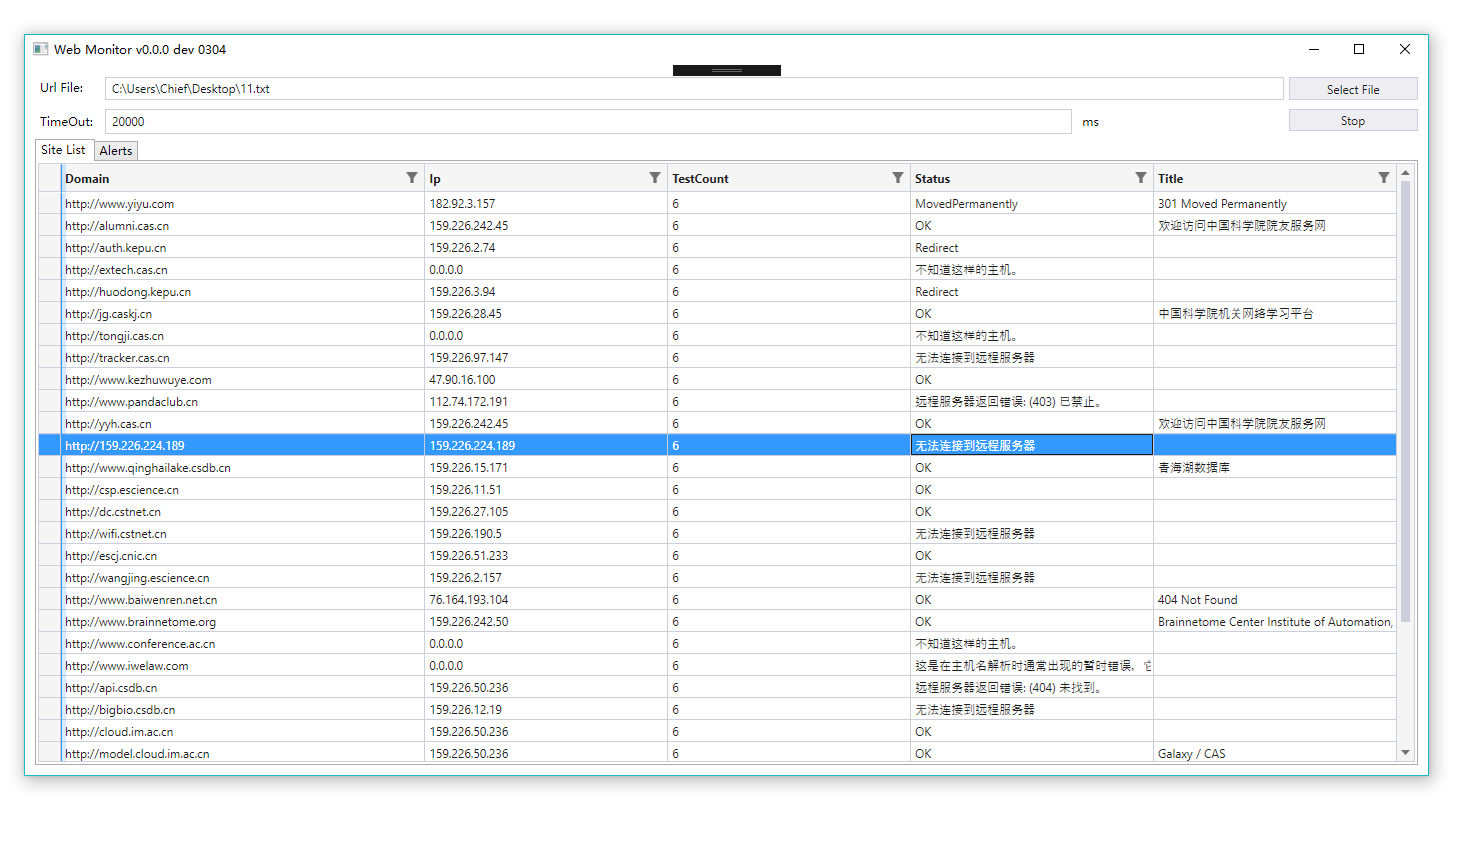 Web Monitor v0.0.0 dev 0304
Url File: C:\Users\Chief\Desktop\11.txt Select File
TimeOut: 20000 ms Stop
Site List Alerts
Domain Ip TestCount Status Title
http://www.yiyu.com 182.92.3.157 6 MovedPermanently 301 Moved Permanently
http://alumni.cas.cn 159.226.242.45 6 OK 欢迎访问中国科学院院友服务网
http://auth.kepu.cn 159.226.2.74 6 Redirect
http://extech.cas.cn 0.0.0.0 6 不知道这样的主机。
http://huodong.kepu.cn 159.226.3.94 6 Redirect
http://jg.caskj.cn 159.226.28.45 6 OK 中国科学院机关网络学习平台
http://tongji.cas.cn 0.0.0.0 6 不知道这样的主机。
http://tracker.cas.cn 159.226.97.147 6 无法连接到远程服务器
http://www.kezhuwuye.com 47.90.16.100 6 OK
http://www.pandaclub.cn 112.74.172.191 6 远程服务器返回错误: (403) 已禁止。
http://yyh.cas.cn 159.226.242.45 6 OK 欢迎访问中国科学院院友服务网
http://159.226.224.189 159.226.224.189 6 无法连接到远程服务器
http://www.qinghailake.csdb.cn 159.226.15.171 6 OK 青海湖数据库
http://csp.escience.cn 159.226.11.51 6 OK
http://dc.cstnet.cn 159.226.27.105 6 OK
http://wifi.cstnet.cn 159.226.190.5 6 无法连接到远程服务器
http://escj.cnic.cn 159.226.51.233 6 OK
http://wangjing.escience.cn 159.226.2.157 6 无法连接到远程服务器
http://www.baiwenren.net.cn 76.164.193.104 6 OK 404 Not Found
http://www.brainnetome.org 159.226.242.50 6 OK Brainnetome Center Institute of Automation,
http://www.conference.ac.cn 0.0.0.0 6 不知道这样的主机。
http://www.iwelaw.com 0.0.0.0 6 这是在主机名解析时通常出现的暂时错误，它
http://api.csdb.cn 159.226.50.236 6 远程服务器返回错误: (404) 未找到。
http://bigbio.csdb.cn 159.226.12.19 6 无法连接到远程服务器
http://cloud.im.ac.cn 159.226.50.236 6 OK
http://model.cloud.im.ac.cn 159.226.50.236 6 OK Galaxy / CAS